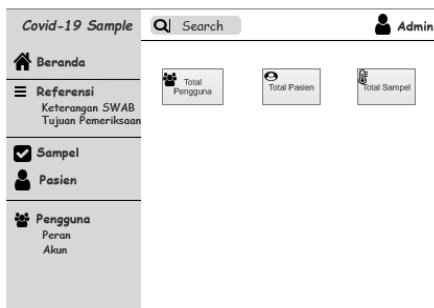 Covid-19 Sample
Search
Admin
Beranda
Referensi
Keterangan SWAB
Tujuan Pemeriksaan
Sampel
Pasien
Pengguna
Peran
Akun
Total
Pengguna
Total Pasien
Total Sampel